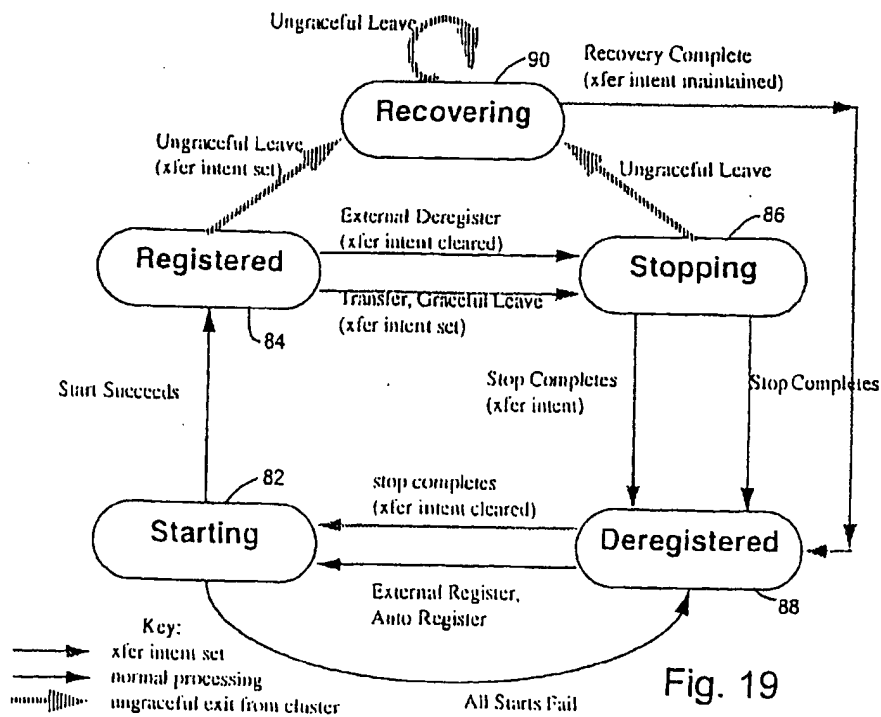 Ungraceful Leave
90
Recovery Complete
(xfer intent maintained)
Recovering
Ungraceful Leave
(xfer intent set)
Ungraceful Leave
External Deregister
(xfer intent cleared)
86
Registered
Stopping
Transfer, Graceful Leave
(xfer intent set)
84
Start Succeeds
Stop Completes
(xfer intent)
Stop Completes
82
stop completes
(xfer intent cleared)
Starting
Deregistered
External Register,
Auto Register
88
Key:
xfer intent set
normal processing
ungraceful exit from cluster
All Starts Fail
Fig. 19